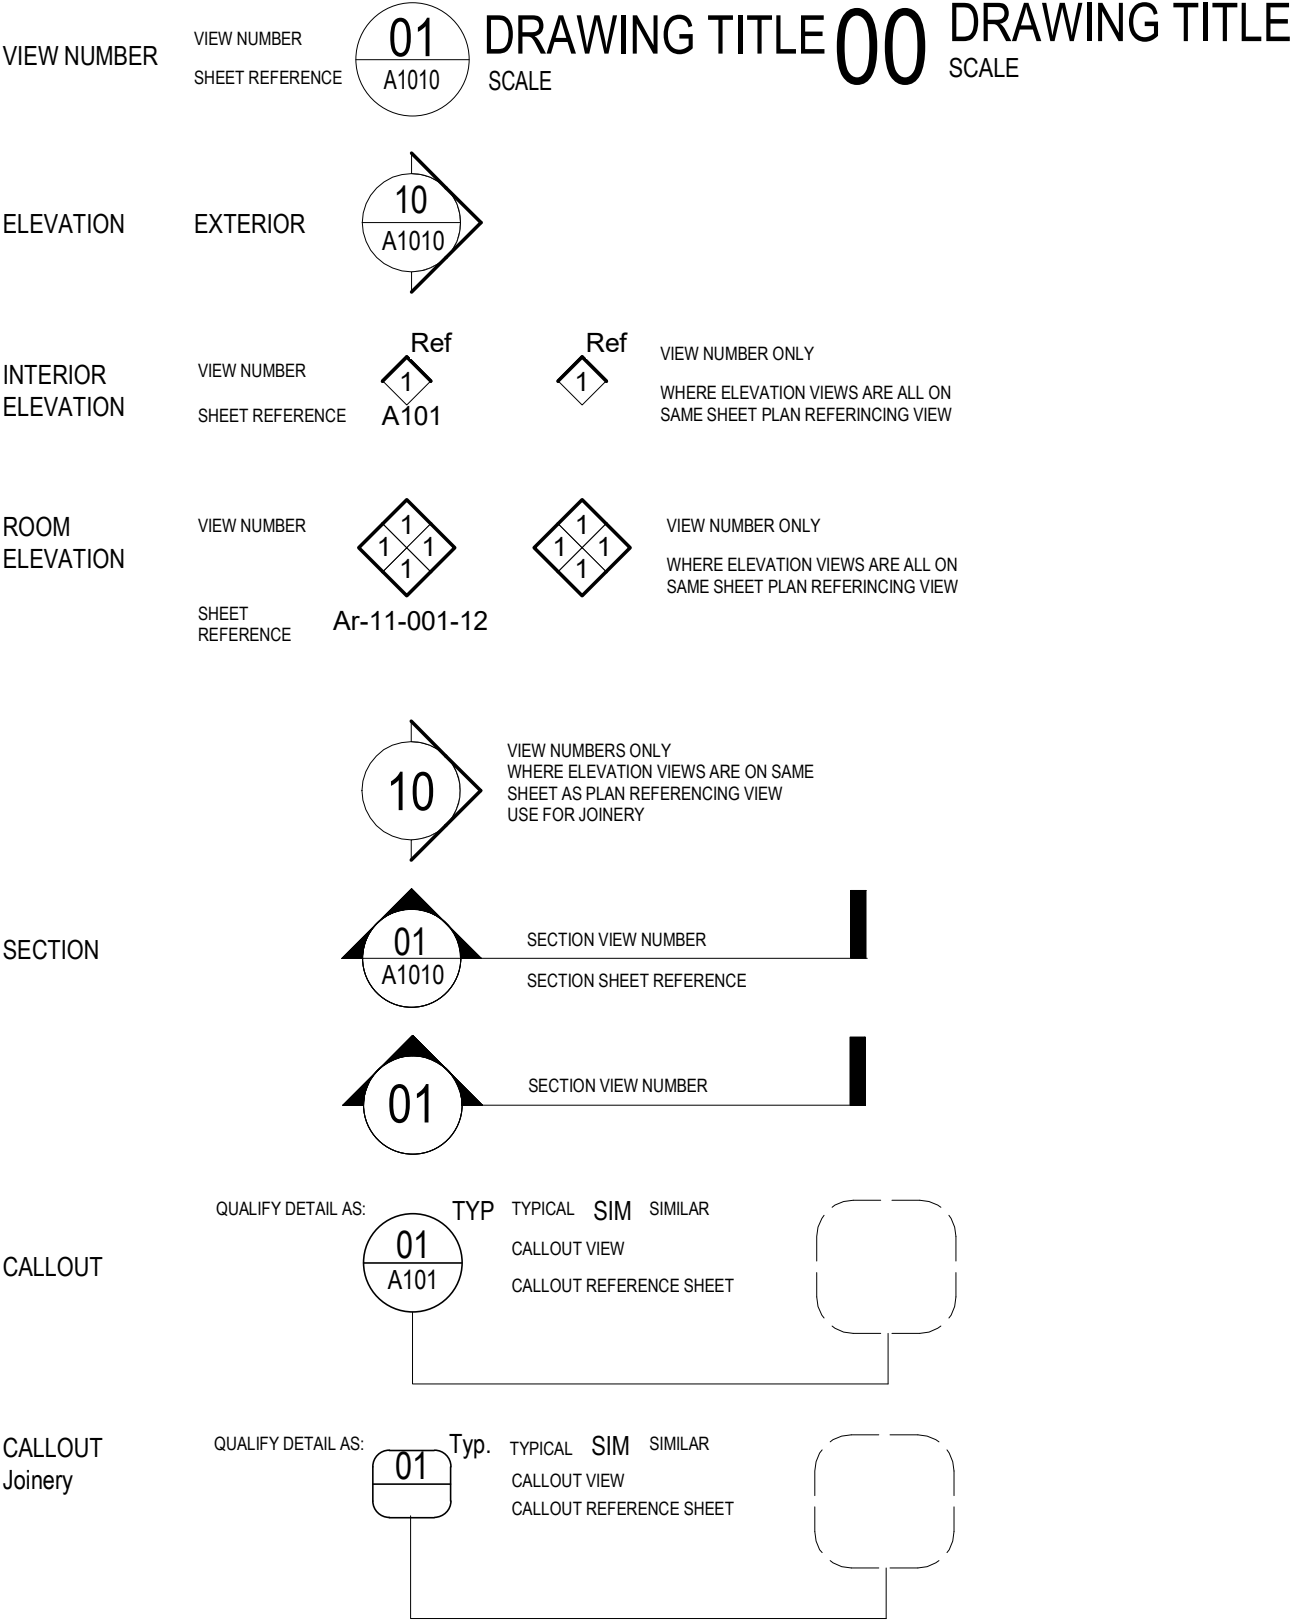 VIEW NUMBER
VIEW NUMBER
SHEET REFERENCE
01
A1010
DRAWING TITLE
SCALE
00
DRAWING TITLE
SCALE
ELEVATION
EXTERIOR
10
A1010
INTERIOR
ELEVATION
VIEW NUMBER
SHEET REFERENCE
Ref
1
A101
Ref
1
VIEW NUMBER ONLY
WHERE ELEVATION VIEWS ARE ALL ON
SAME SHEET PLAN REFERINCING VIEW
ROOM
ELEVATION
VIEW NUMBER
SHEET
REFERENCE
1
1 1
1
Ar-11-001-12
1
1 1
1
VIEW NUMBER ONLY
WHERE ELEVATION VIEWS ARE ALL ON
SAME SHEET PLAN REFERINCING VIEW
10
VIEW NUMBERS ONLY
WHERE ELEVATION VIEWS ARE ON SAME
SHEET AS PLAN REFERENCING VIEW
USE FOR JOINERY
SECTION
01
A1010
SECTION VIEW NUMBER
SECTION SHEET REFERENCE
01
SECTION VIEW NUMBER
CALLOUT
QUALIFY DETAIL AS:
TYP TYPICAL SIM SIMILAR
01
A101
CALLOUT VIEW
CALLOUT REFERENCE SHEET
CALLOUT
Joinery
QUALIFY DETAIL AS:
Typ. TYPICAL SIM SIMILAR
01
CALLOUT VIEW
CALLOUT REFERENCE SHEET